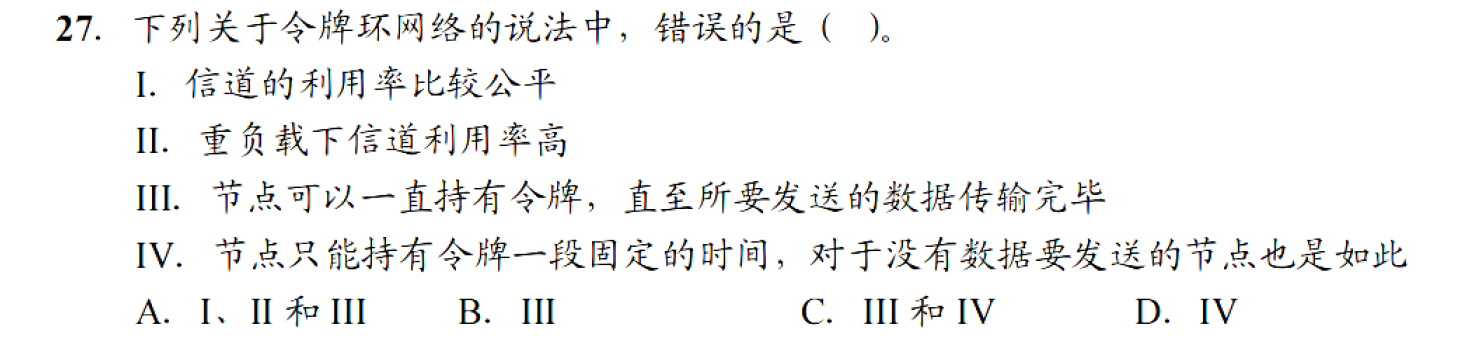 27. 下列关于令牌环网络的说法中，错误的是（ ）。
I. 信道的利用率比较公平
II. 重负载下信道利用率高
III. 节点可以一直持有令牌，直至所要发送的数据传输完毕
IV. 节点只能持有令牌一段固定的时间，对于没有数据要发送的节点也是如此
A. I、II 和 III B. III C. III 和 IV D. IV